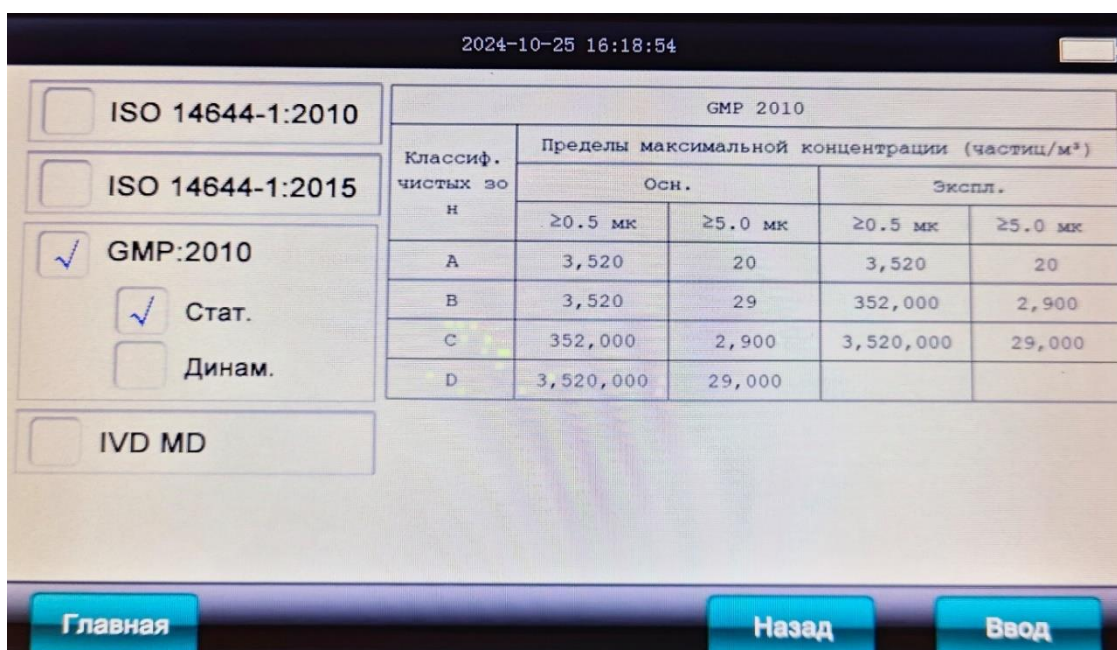 2024-10-25 16:18:54
ISO 14644-1:2010
ISO 14644-1:2015
GMP:2010
Стат.
Динам.
IVD MD
GMP 2010
Классиф.
чистых зо
н
Пределы максимальной концентрации (частиц/м³)
Осн. Экспл.
≥0.5 мк ≥5.0 мк ≥0.5 мк ≥5.0 мк
A 3,520 20 3,520 20
B 3,520 29 352,000 2,900
C 352,000 2,900 3,520,000 29,000
D 3,520,000 29,000
Главная Назад Ввод